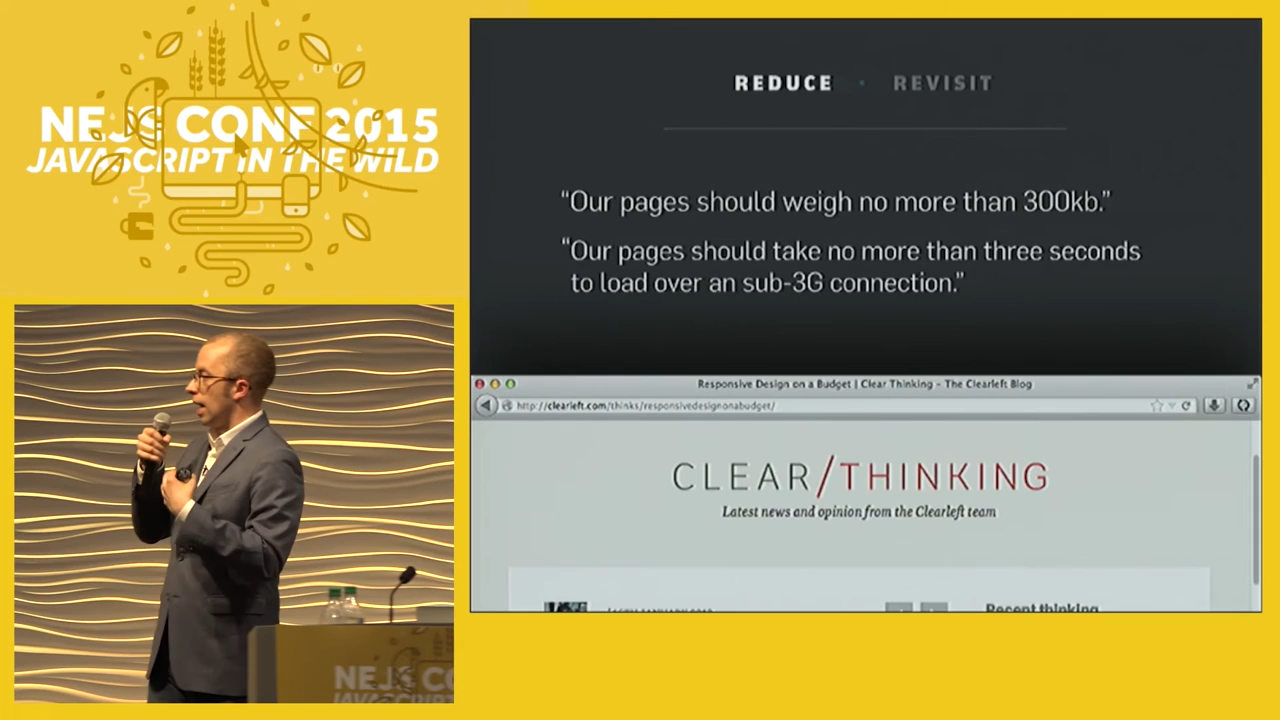 NEJS CONF 2015
JAVASCRIPT IN THE WILD
REDUCE · REVISIT
“Our pages should weigh no more than 300kb.”
“Our pages should take no more than three seconds
to load over an sub-3G connection.”
Responsive Design on a Budget | Clear Thinking – The Clearleft Blog
http://clearleft.com/thinks/responsivedesignonabudget/
CLEAR/THINKING
Latest news and opinion from the Clearleft team
Recent thinking
NEJS CO
JAVASCRIPT